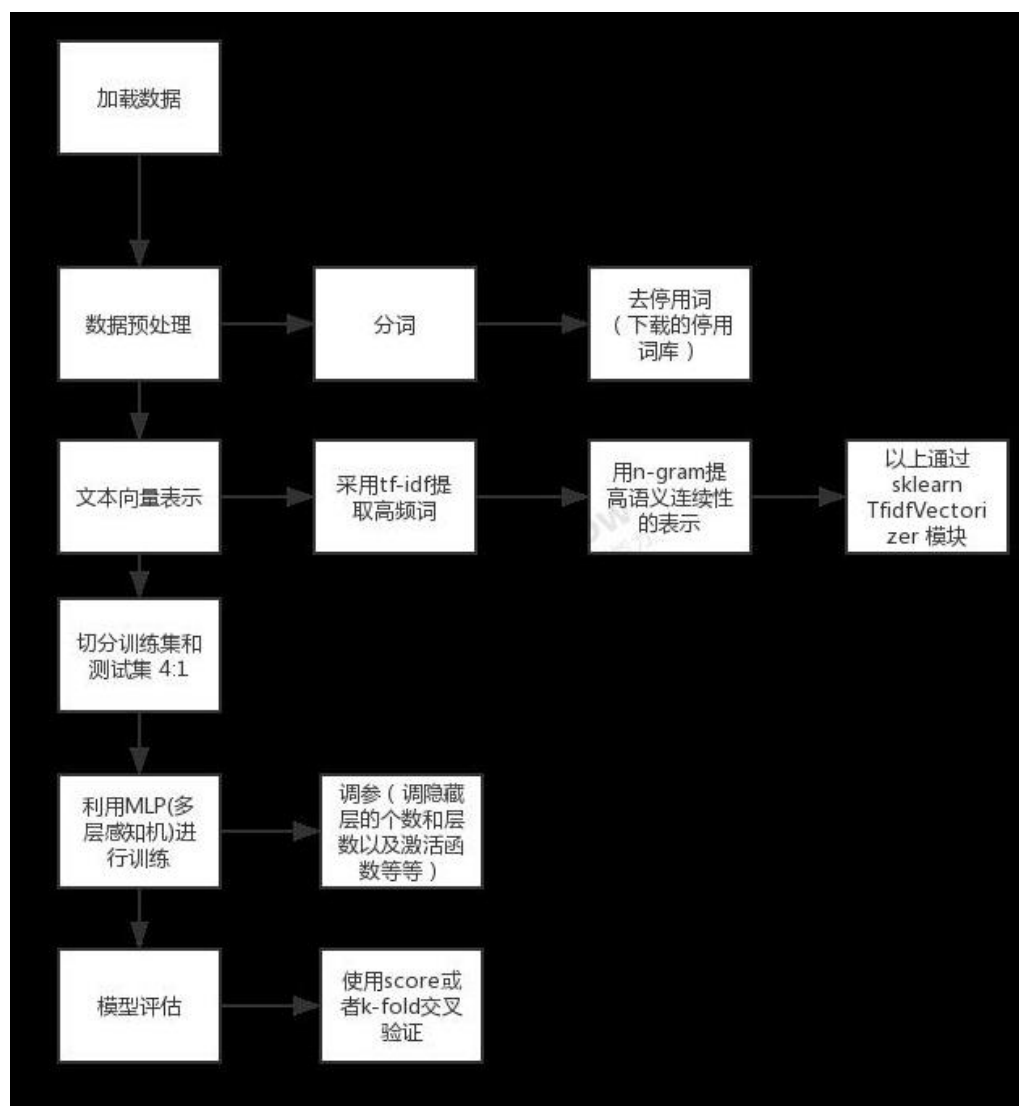 加载数据
数据预处理
分词
去停用词
（下载的停用
词库）
文本向量表示
采用tf-idf提
取高频词
用n-gram提
高语义连续性
的表示
以上通过
sklearn
TfidfVectori
zer 模块
切分训练集和
测试集 4:1
利用MLP(多
层感知机)进
行训练
调参（调隐藏
层的个数和层
数以及激活函
数等等）
模型评估
使用score或
者k-fold交叉
验证